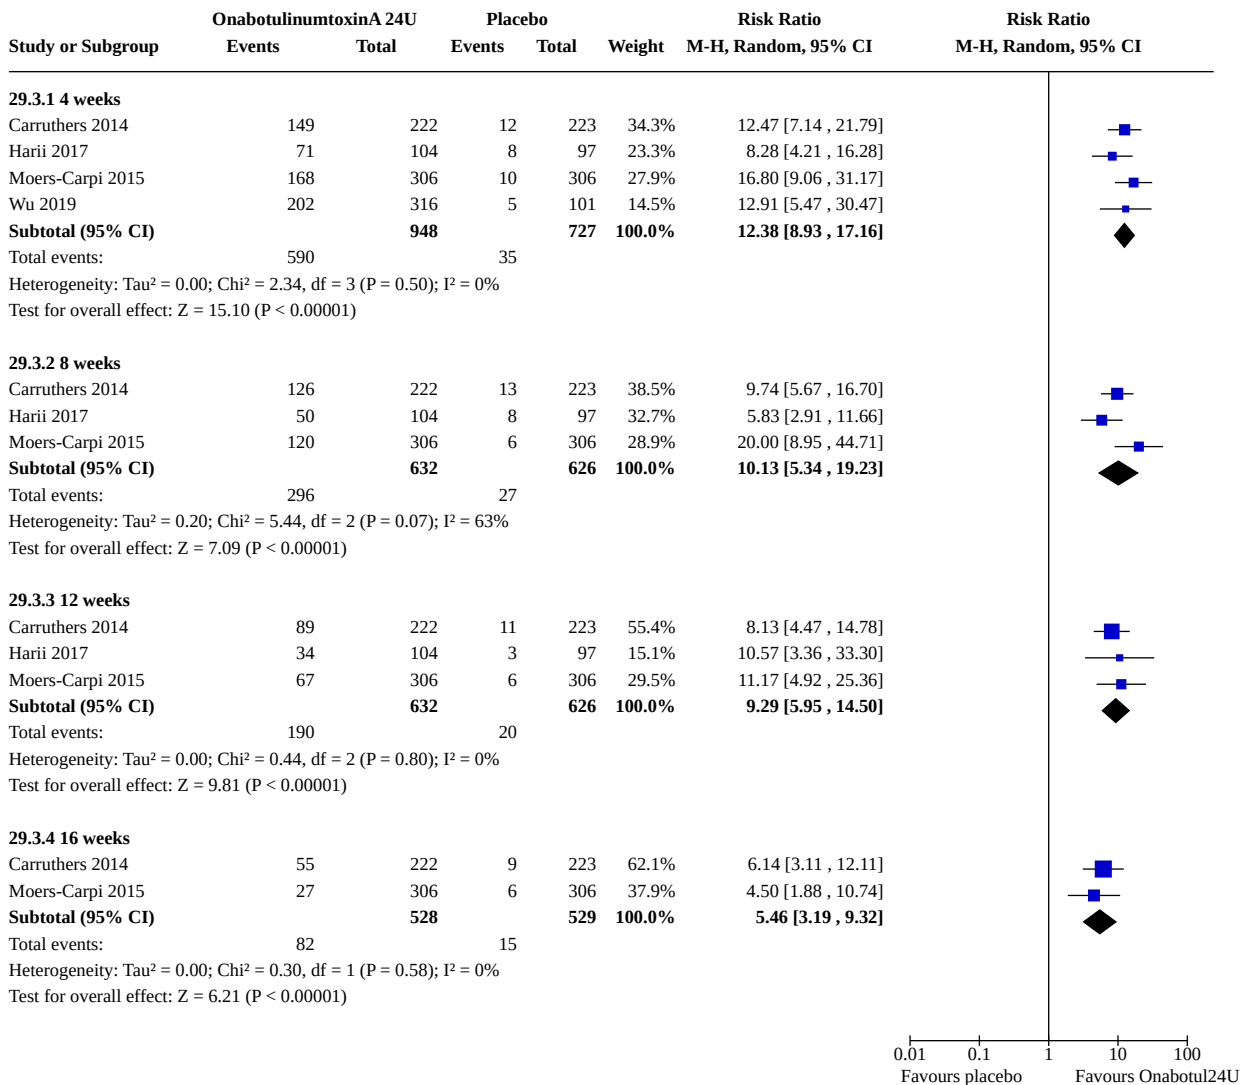 OnabotulinumtoxinA 24U Placebo Risk Ratio Risk Ratio
Study or Subgroup Events Total Events Total Weight M-H, Random, 95% CI M-H, Random, 95% CI
29.3.1 4 weeks
Carruthers 2014 149 222 12 223 34.3% 12.47 [7.14 , 21.79]
Harii 2017 71 104 8 97 23.3% 8.28 [4.21 , 16.28]
Moers-Carpi 2015 168 306 10 306 27.9% 16.80 [9.06 , 31.17]
Wu 2019 202 316 5 101 14.5% 12.91 [5.47 , 30.47]
Subtotal (95% CI) 948 727 100.0% 12.38 [8.93 , 17.16]
Total events: 590 35
Heterogeneity: Tau² = 0.00; Chi² = 2.34, df = 3 (P = 0.50); I² = 0%
Test for overall effect: Z = 15.10 (P < 0.00001)
29.3.2 8 weeks
Carruthers 2014 126 222 13 223 38.5% 9.74 [5.67 , 16.70]
Harii 2017 50 104 8 97 32.7% 5.83 [2.91 , 11.66]
Moers-Carpi 2015 120 306 6 306 28.9% 20.00 [8.95 , 44.71]
Subtotal (95% CI) 632 626 100.0% 10.13 [5.34 , 19.23]
Total events: 296 27
Heterogeneity: Tau² = 0.20; Chi² = 5.44, df = 2 (P = 0.07); I² = 63%
Test for overall effect: Z = 7.09 (P < 0.00001)
29.3.3 12 weeks
Carruthers 2014 89 222 11 223 55.4% 8.13 [4.47 , 14.78]
Harii 2017 34 104 3 97 15.1% 10.57 [3.36 , 33.30]
Moers-Carpi 2015 67 306 6 306 29.5% 11.17 [4.92 , 25.36]
Subtotal (95% CI) 632 626 100.0% 9.29 [5.95 , 14.50]
Total events: 190 20
Heterogeneity: Tau² = 0.00; Chi² = 0.44, df = 2 (P = 0.80); I² = 0%
Test for overall effect: Z = 9.81 (P < 0.00001)
29.3.4 16 weeks
Carruthers 2014 55 222 9 223 62.1% 6.14 [3.11 , 12.11]
Moers-Carpi 2015 27 306 6 306 37.9% 4.50 [1.88 , 10.74]
Subtotal (95% CI) 528 529 100.0% 5.46 [3.19 , 9.32]
Total events: 82 15
Heterogeneity: Tau² = 0.00; Chi² = 0.30, df = 1 (P = 0.58); I² = 0%
Test for overall effect: Z = 6.21 (P < 0.00001)
0.01 0.1 1 10 100
Favours placebo Favours Onabotul24U